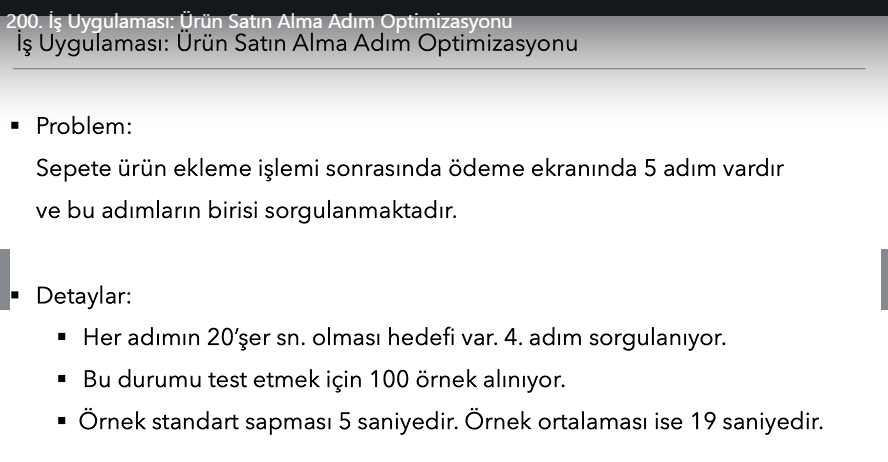 200. İş Uygulaması: Ürün Satın Alma Adım Optimizasyonu
İş Uygulaması: Ürün Satın Alma Adım Optimizasyonu
▪ Problem:
Sepete ürün ekleme işlemi sonrasında ödeme ekranında 5 adım vardır
ve bu adımların birisi sorgulanmaktadır.
▪ Detaylar:
▪ Her adımın 20’şer sn. olması hedefi var. 4. adım sorgulanıyor.
▪ Bu durumu test etmek için 100 örnek alınıyor.
▪ Örnek standart sapması 5 saniyedir. Örnek ortalaması ise 19 saniyedir.